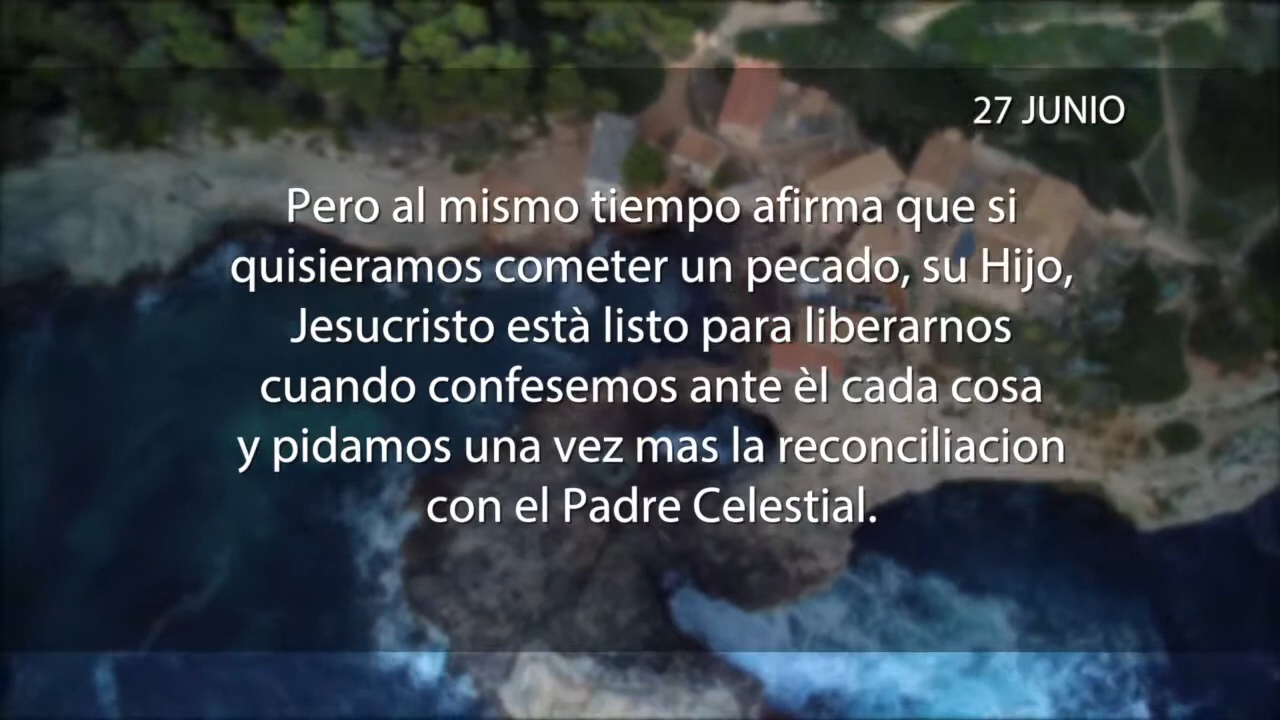 27 JUNIO
Pero al mismo tiempo afirma que si
quisieramos cometer un pecado, su Hijo,
Jesucristo està listo para liberarnos
cuando confesemos ante èl cada cosa
y pidamos una vez mas la reconciliacion
con el Padre Celestial.